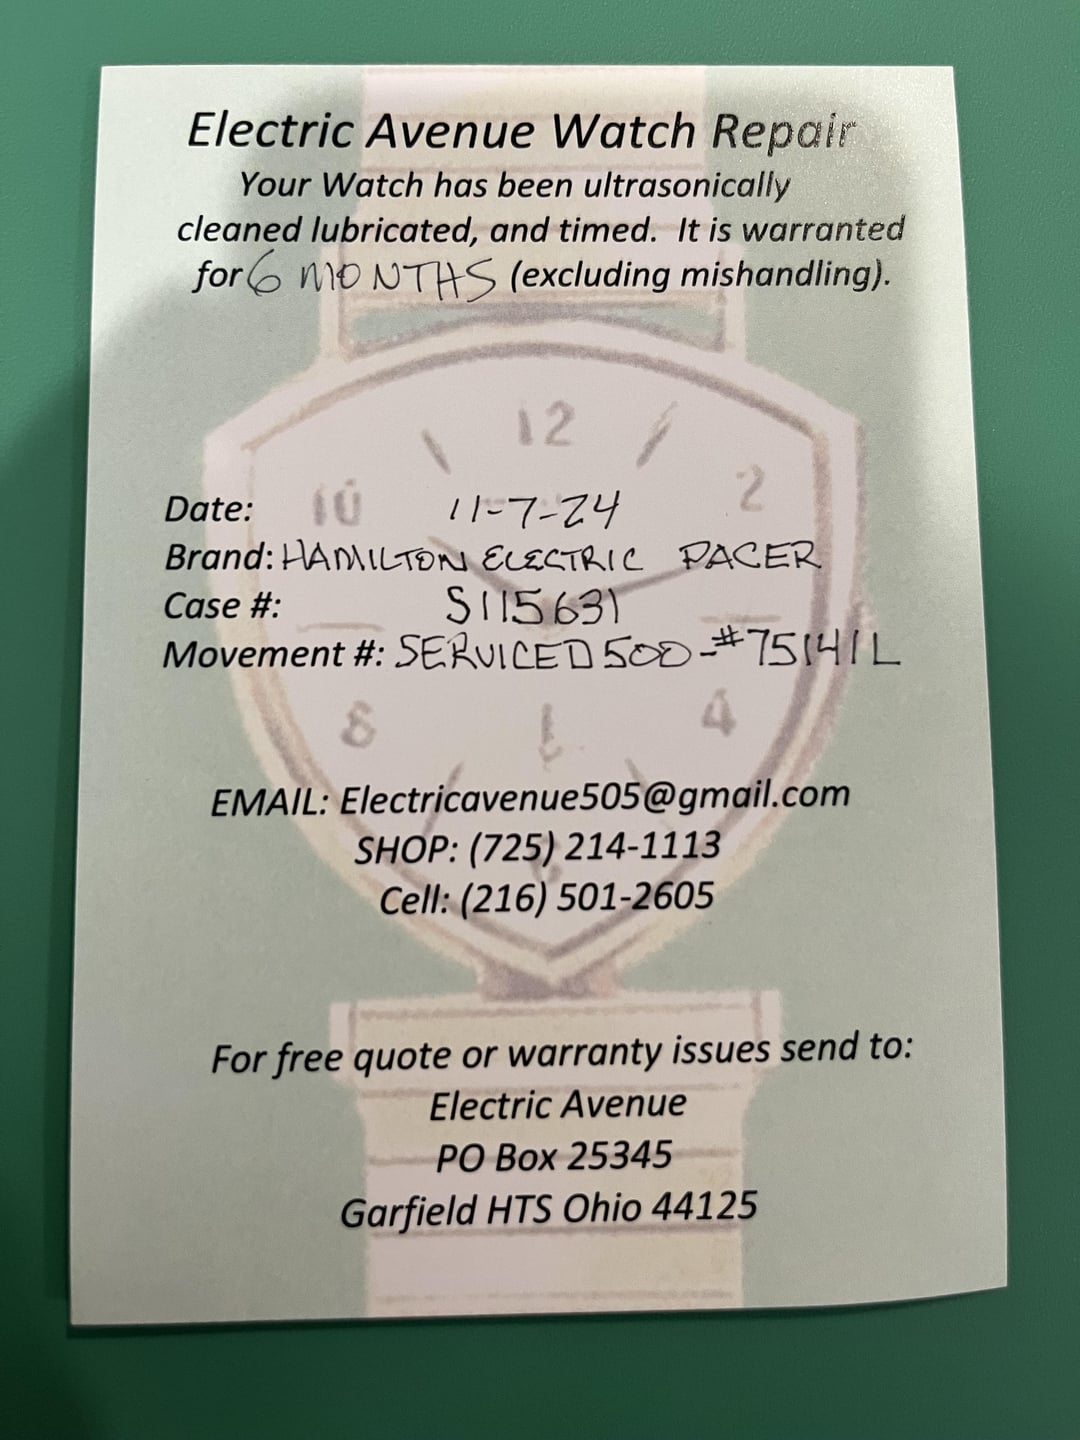 Electric Avenue Watch Repair
Your Watch has been ultrasonically
cleaned lubricated, and timed. It is warranted
for 6 MONTHS (excluding mishandling).
12
10
2
Date: 11-7-24
Brand: HAMILTON ELECTRIC PACER
Case #: S115631
Movement #: SERVICED 500-#75141L
8
4
EMAIL: Electricavenue505@gmail.com
SHOP: (725) 214-1113
Cell: (216) 501-2605
For free quote or warranty issues send to:
Electric Avenue
PO Box 25345
Garfield HTS Ohio 44125